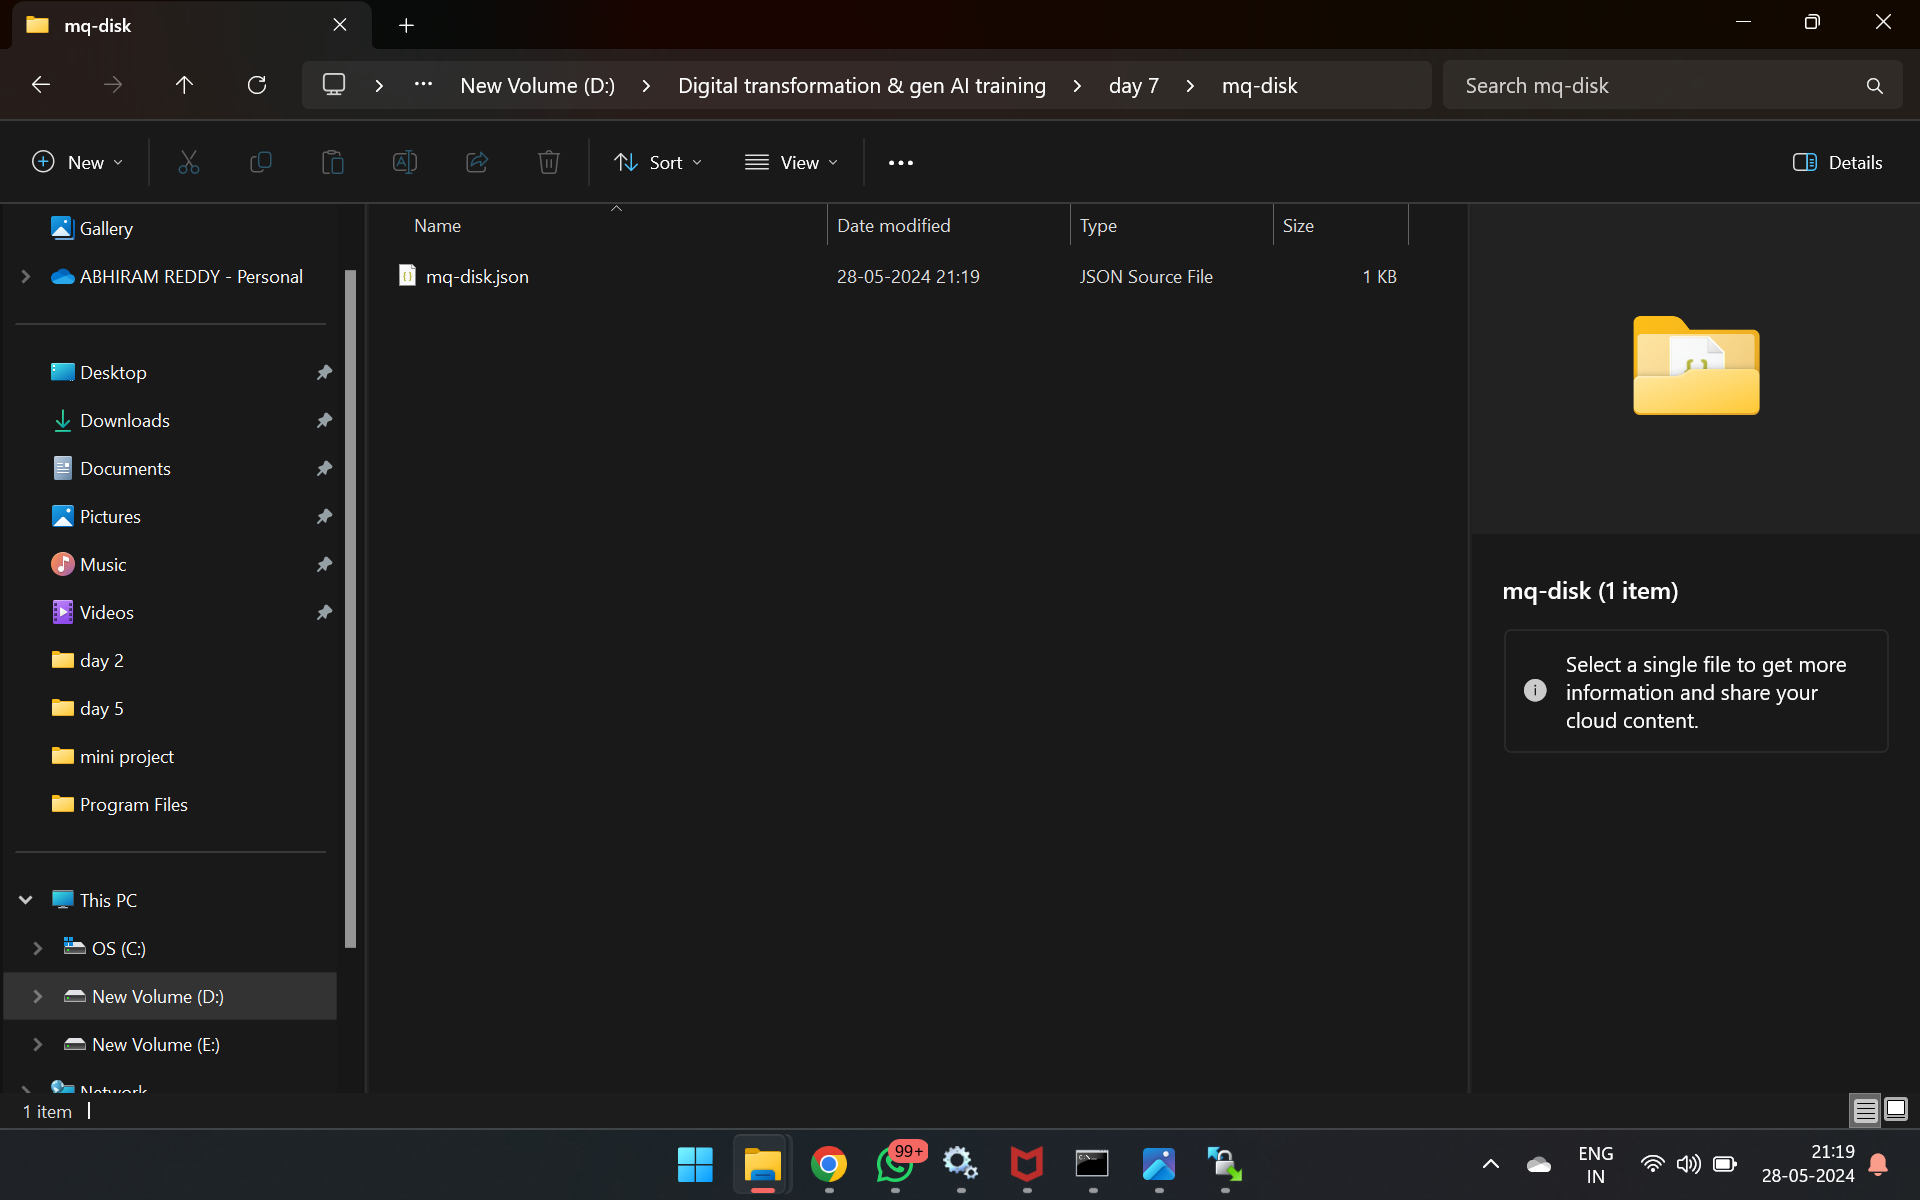 mq-disk
New Volume (D:) Digital transformation & gen AI training day 7 mq-disk
Search mq-disk
New Sort View ... Details
Gallery
ABHIRAM REDDY - Personal
Desktop
Downloads
Documents
Pictures
Music
Videos
day 2
day 5
mini project
Program Files
This PC
OS (C:)
New Volume (D:)
New Volume (E:)
Network
Name Date modified Type Size
mq-disk.json 28-05-2024 21:19 JSON Source File 1 KB
mq-disk (1 item)
Select a single file to get more
information and share your
cloud content.
1 item
99+
ENG
IN
21:19
28-05-2024